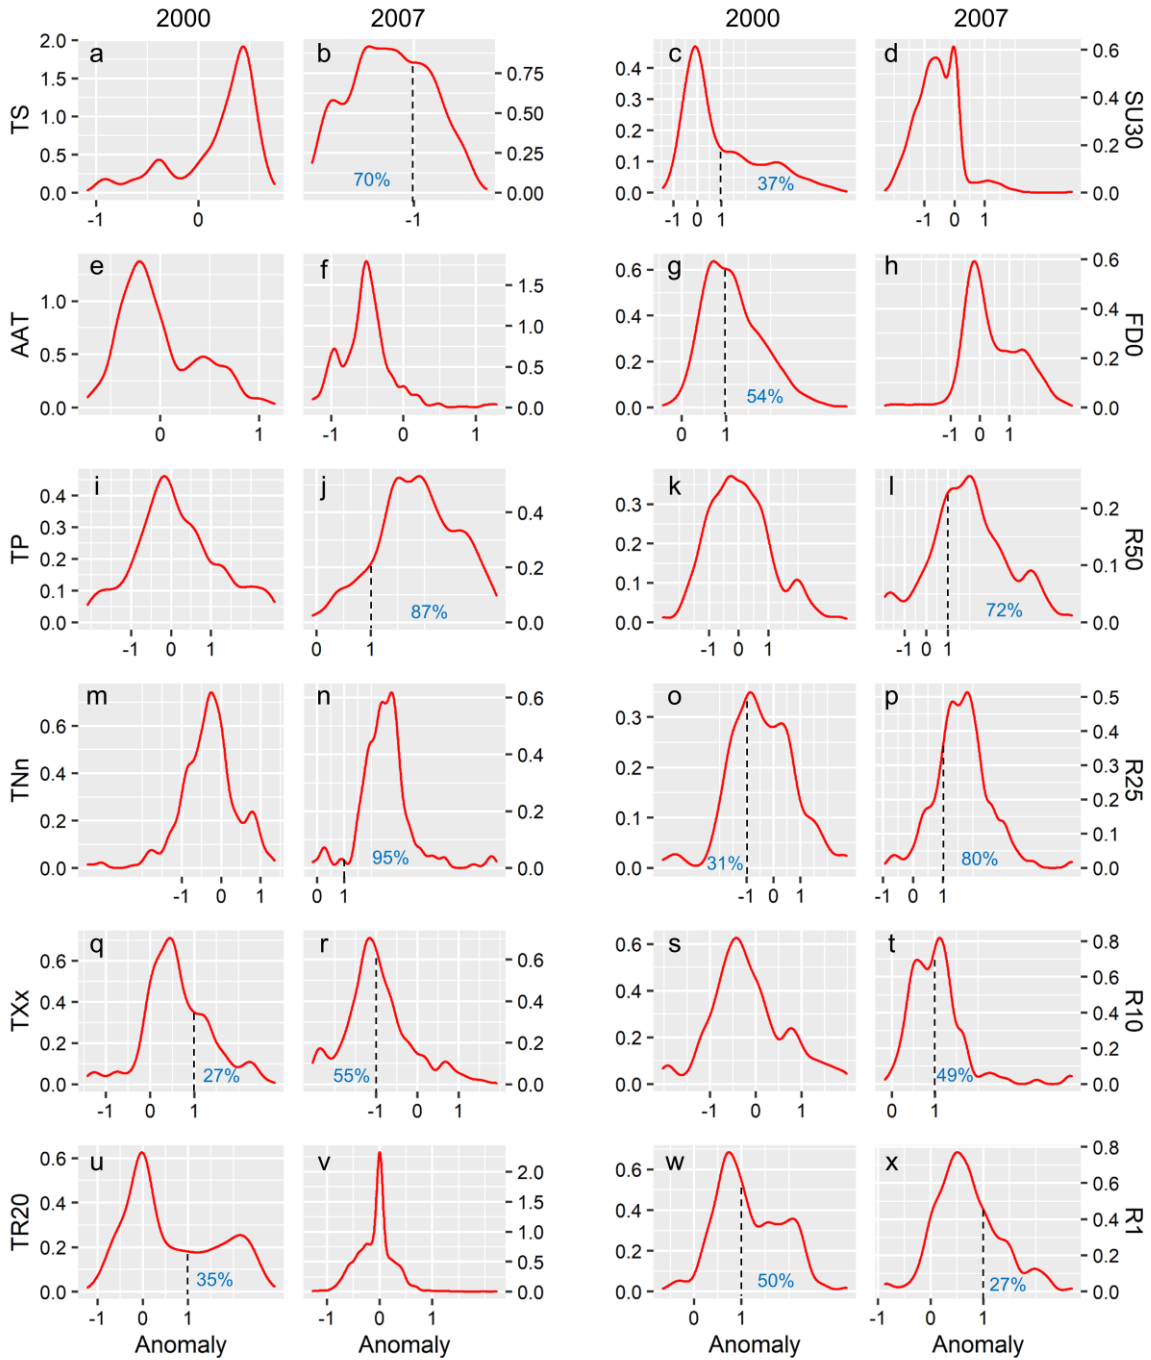 2000 2007 2000 2007
a b c d
TS
2.0 1.5 1.0 0.5 0.0
0.75 0.50 0.25 0.00
0.4 0.3 0.2 0.1 0.0
0.6 0.4 0.2 0.0
SU30
70% 37%
-1 0 -1 -1 0 1 -1 0 1
e f g h
AAT
1.0 0.5 0.0
1.5 1.0 0.5 0.0
0.6 0.4 0.2 0.0
0.6 0.4 0.2 0.0
FD0
54%
0 1 -1 0 1 0 1 -1 0 1
i j k l
TP
0.4 0.3 0.2 0.1 0.0
0.4 0.2 0.0
0.3 0.2 0.1 0.0
0.2 0.1 0.0
R50
87% 72%
-1 0 1 0 1 -1 0 1 -1 0 1
m n o p
TNn
0.6 0.4 0.2 0.0
0.6 0.4 0.2 0.0
0.3 0.2 0.1 0.0
0.5 0.4 0.3 0.2 0.1 0.0
R25
95% 31% 80%
-1 0 1 0 1 -1 0 1 -1 0 1
q r s t
TXx
0.6 0.4 0.2 0.0
0.6 0.4 0.2 0.0
0.6 0.4 0.2 0.0
0.8 0.6 0.4 0.2 0.0
R10
27% 55% 49%
-1 0 1 -1 0 1 -1 0 1 0 1
u v w x
TR20
0.6 0.4 0.2 0.0
2.0 1.5 1.0 0.5 0.0
0.6 0.4 0.2 0.0
0.8 0.6 0.4 0.2 0.0
R1
35% 50% 27%
-1 0 1 -1 0 1 0 1 -1 0 1
Anomaly Anomaly Anomaly Anomaly